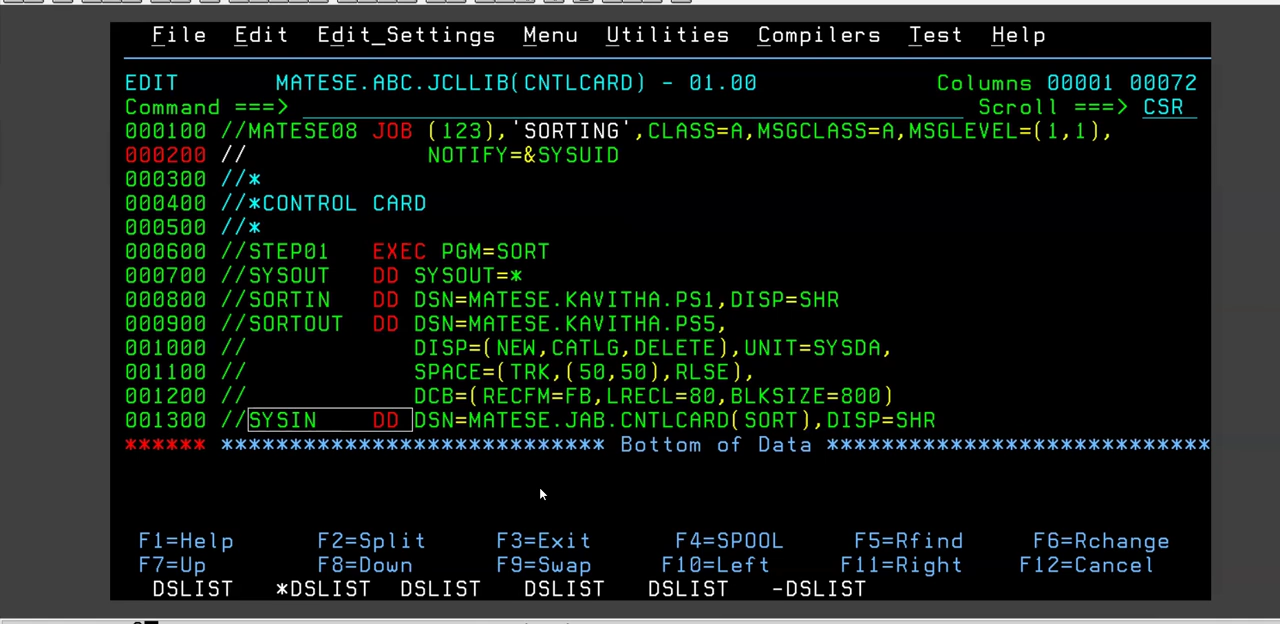 File Edit Edit_Settings Menu Utilities Compilers Test Help
EDIT MATESE.ABC.JCLLIB(CNTLCARD) - 01.00 Columns 00001 00072
Command ===> Scroll ===> CSR
000100 //MATESE08 JOB (123),'SORTING',CLASS=A,MSGCLASS=A,MSGLEVEL=(1,1),
000200 // NOTIFY=&SYSUID
000300 //*
000400 //*CONTROL CARD
000500 //*
000600 //STEP01 EXEC PGM=SORT
000700 //SYSOUT DD SYSOUT=*
000800 //SORTIN DD DSN=MATESE.KAVITHA.PS1,DISP=SHR
000900 //SORTOUT DD DSN=MATESE.KAVITHA.PS5,
001000 // DISP=(NEW,CATLG,DELETE),UNIT=SYSDA,
001100 // SPACE=(TRK,(50,50),RLSE),
001200 // DCB=(RECFM=FB,LRECL=80,BLKSIZE=800)
001300 //SYSIN DD DSN=MATESE.JAB.CNTLCARD(SORT),DISP=SHR
****** **************************** Bottom of Data ****************************
F1=Help F2=Split F3=Exit F4=SPOOL F5=Rfind F6=Rchange
F7=Up F8=Down F9=Swap F10=Left F11=Right F12=Cancel
DSLIST *DSLIST DSLIST DSLIST DSLIST -DSLIST